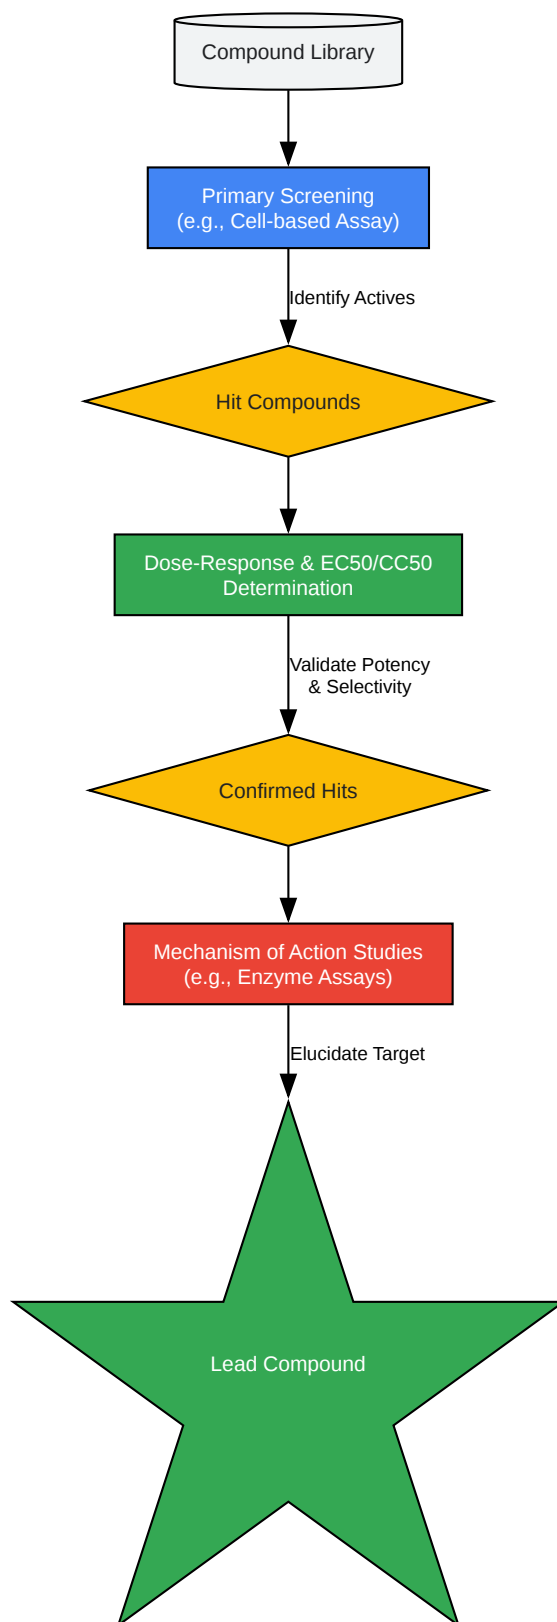 Compound Library
Primary Screening
(e.g., Cell-based Assay)
Identify Actives
Hit Compounds
Dose-Response & EC50/CC50
Determination
Validate Potency
& Selectivity
Confirmed Hits
Mechanism of Action Studies
(e.g., Enzyme Assays)
Elucidate Target
Lead Compound